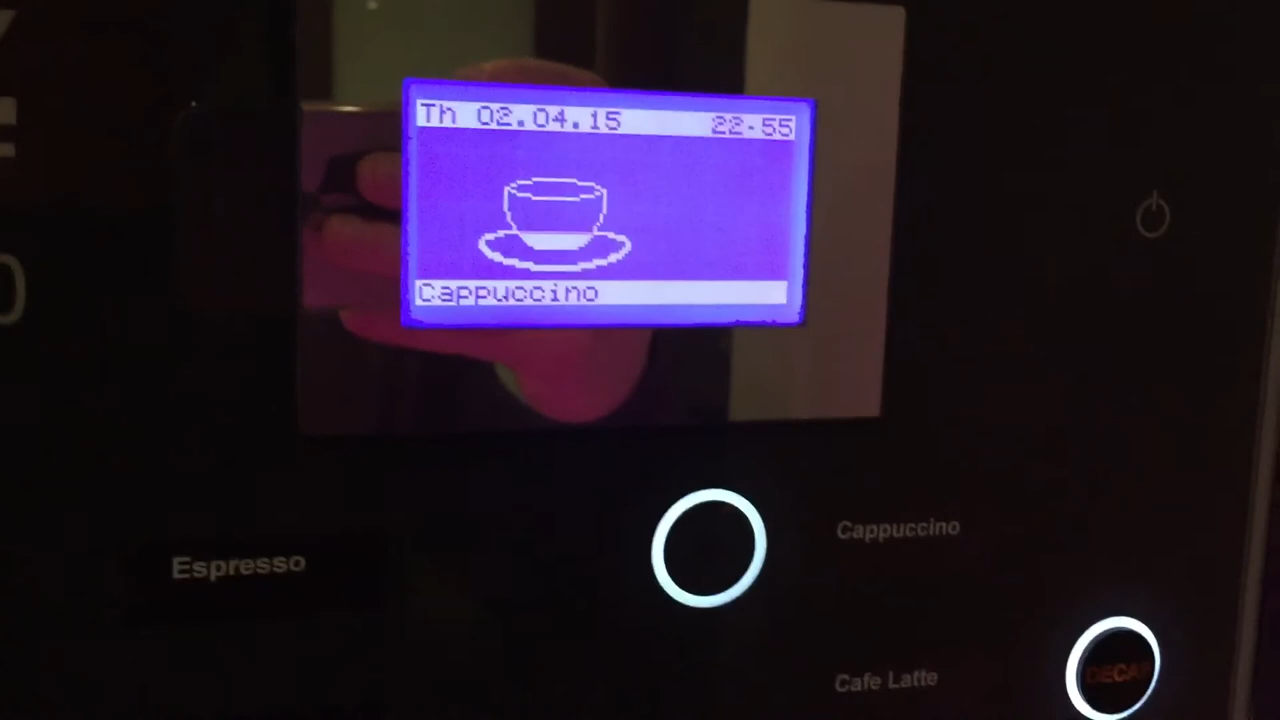 Th 02.04.15 22-55
Cappuccino
Cappuccino
Espresso
Cafe Latte
DECAF